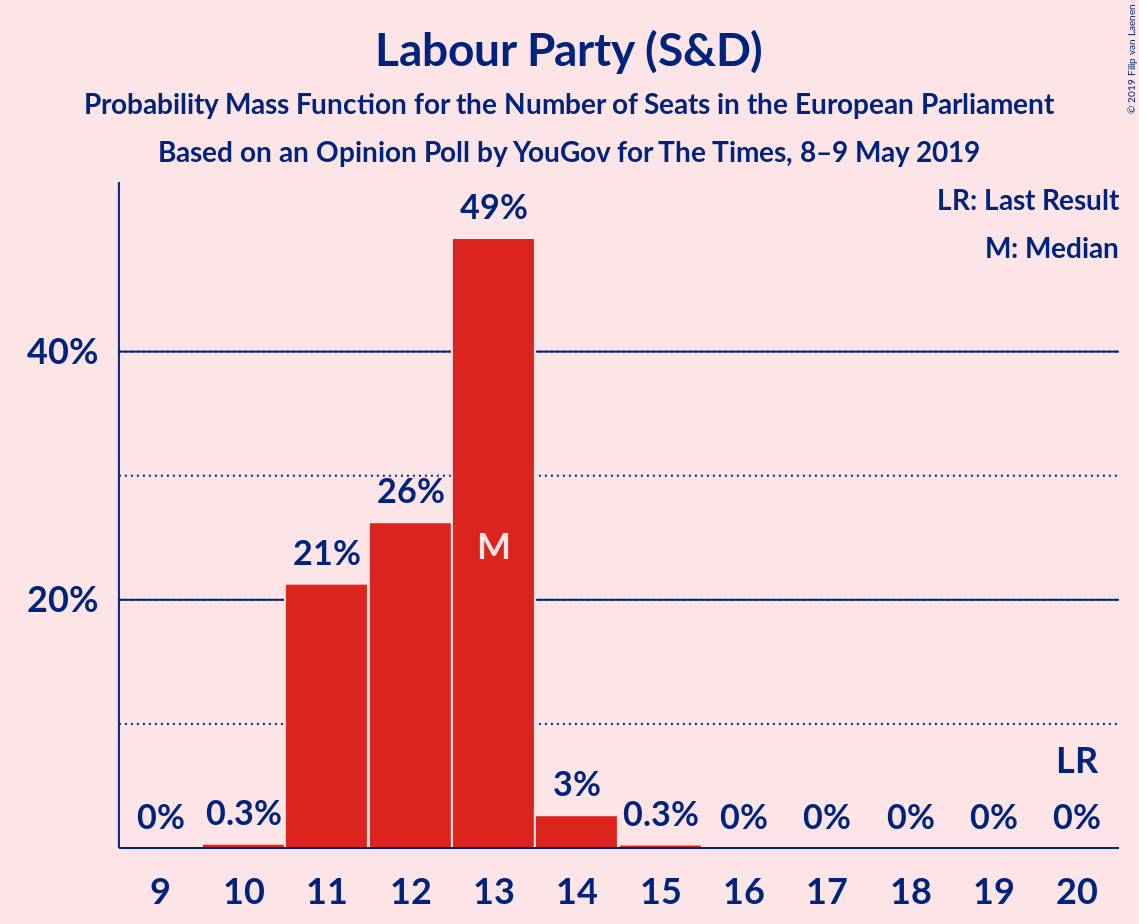 Labour Party (S&D)
Probability Mass Function for the Number of Seats in the European Parliament
Based on an Opinion Poll by YouGov for The Times, 8–9 May 2019
© 2019 Filip van Laenen
LR: Last Result
M: Median
49%
40%
26%
21%
M
20%
LR
3%
0% 0.3% 0.3% 0% 0% 0% 0% 0%
9 10 11 12 13 14 15 16 17 18 19 20